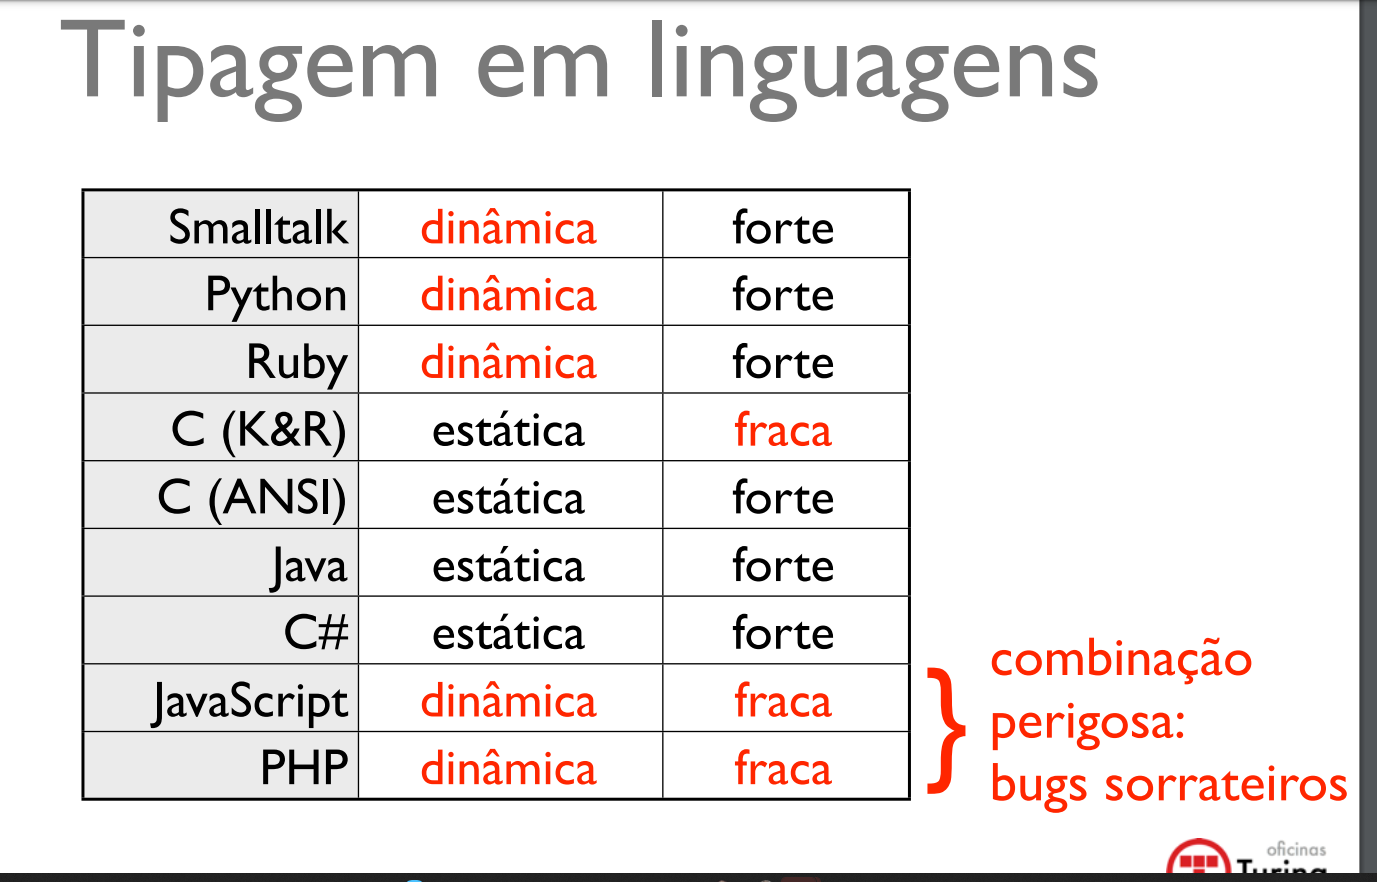 Tipagem em linguagens
Smalltalk dinâmica forte
Python dinâmica forte
Ruby dinâmica forte
C (K&R) estática fraca
C (ANSI) estática forte
Java estática forte
C# estática forte
JavaScript dinâmica fraca
PHP dinâmica fraca
} combinação
perigosa:
bugs sorrateiros
oficinas
Turing